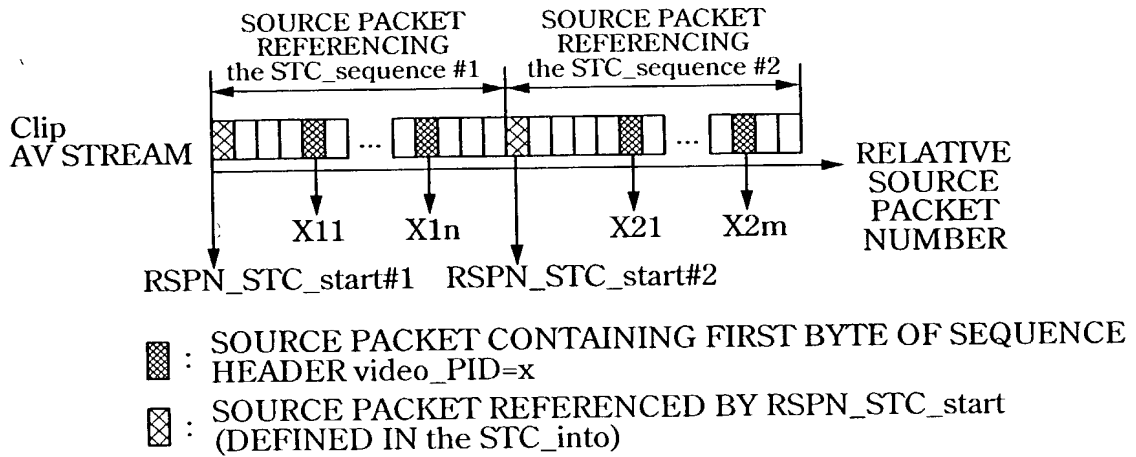 SOURCE PACKET
REFERENCING
the STC_sequence #1
SOURCE PACKET
REFERENCING
the STC_sequence #2
Clip
AV STREAM
...
...
RELATIVE
SOURCE
PACKET
NUMBER
X11
X1n
X21
X2m
RSPN_STC_start#1
RSPN_STC_start#2
: SOURCE PACKET CONTAINING FIRST BYTE OF SEQUENCE
HEADER video_PID=x
: SOURCE PACKET REFERENCED BY RSPN_STC_start
(DEFINED IN the STC_into)